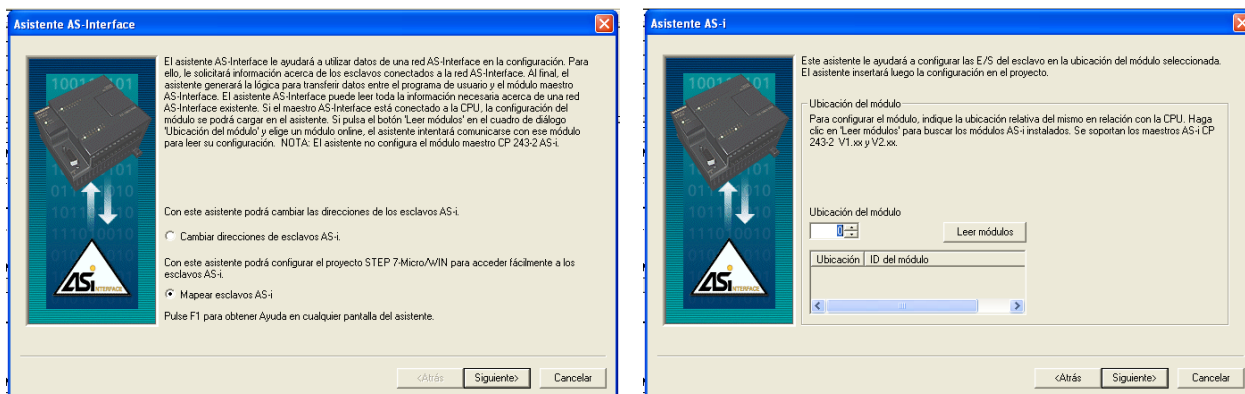 Asistente AS-Interface
El asistente AS-Interface le ayudará a utilizar datos de una red AS-Interface en la configuración. Para
ello, le solicitará información acerca de los esclavos conectados a la red AS-Interface. Al final, el
asistente generará la lógica para transferir datos entre el programa de usuario y el módulo maestro
AS-Interface. El asistente AS-Interface puede leer toda la información necesaria acerca de una red
AS-Interface existente. Si el maestro AS-Interface está conectado a la CPU, la configuración del
módulo se podrá cargar en el asistente. Si pulsa el botón 'Leer módulos' en el cuadro de diálogo
'Ubicación del módulo' y elige un módulo online, el asistente intentará comunicarse con ese módulo
para leer su configuración. NOTA: El asistente no configura el módulo maestro CP 243-2 AS-i.
Con este asistente podrá cambiar las direcciones de los esclavos AS-i.
Cambiar direcciones de esclavos AS-i.
Con este asistente podrá configurar el proyecto STEP 7-Micro/WIN para acceder fácilmente a los
esclavos AS-i.
Mapear esclavos AS-i
Pulse F1 para obtener Ayuda en cualquier pantalla del asistente.
ASi
INTERFACE
<Atrás
Siguiente>
Cancelar
Asistente AS-i
Este asistente le ayudará a configurar las E/S del esclavo en la ubicación del módulo seleccionada.
El asistente insertará luego la configuración en el proyecto.
Ubicación del módulo
Para configurar el módulo, indique la ubicación relativa del mismo en relación con la CPU. Haga
clic en 'Leer módulos' para buscar los módulos AS-i instalados. Se soportan los maestros AS-i CP
243-2 V1.xx y V2.xx.
Ubicación del módulo
0
Leer módulos
Ubicación ID del módulo
ASi
INTERFACE
<Atrás
Siguiente>
Cancelar